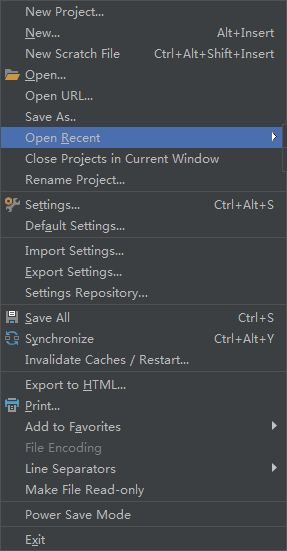 New Project...
New... Alt+Insert
New Scratch File Ctrl+Alt+Shift+Insert
Open...
Open URL...
Save As..
Open Recent
Close Projects in Current Window
Rename Project...
Settings... Ctrl+Alt+S
Default Settings...
Import Settings...
Export Settings...
Settings Repository...
Save All Ctrl+S
Synchronize Ctrl+Alt+Y
Invalidate Caches / Restart...
Export to HTML...
Print...
Add to Favorites
File Encoding
Line Separators
Make File Read-only
Power Save Mode
Exit